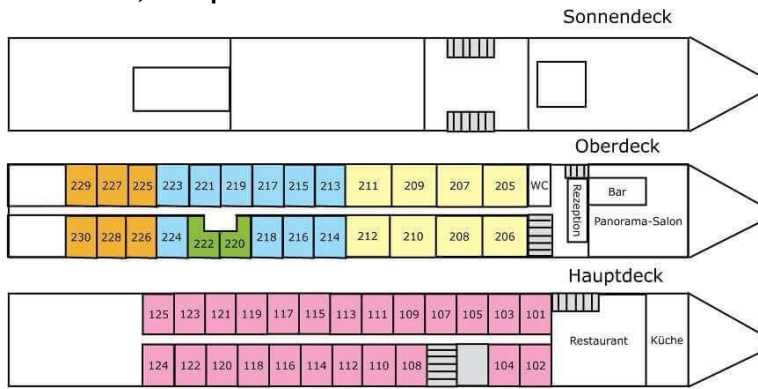 Sonnendeck
Oberdeck
229 227 225 223 221 219 217 215 213 211 209 207 205 WC
Rezeption
Bar
Panorama-Salon
230 228 226 224 222 220 218 216 214 212 210 208 206
Hauptdeck
125 123 121 119 117 115 113 111 109 107 105 103 101
Restaurant Küche
124 122 120 118 116 114 112 110 108 104 102